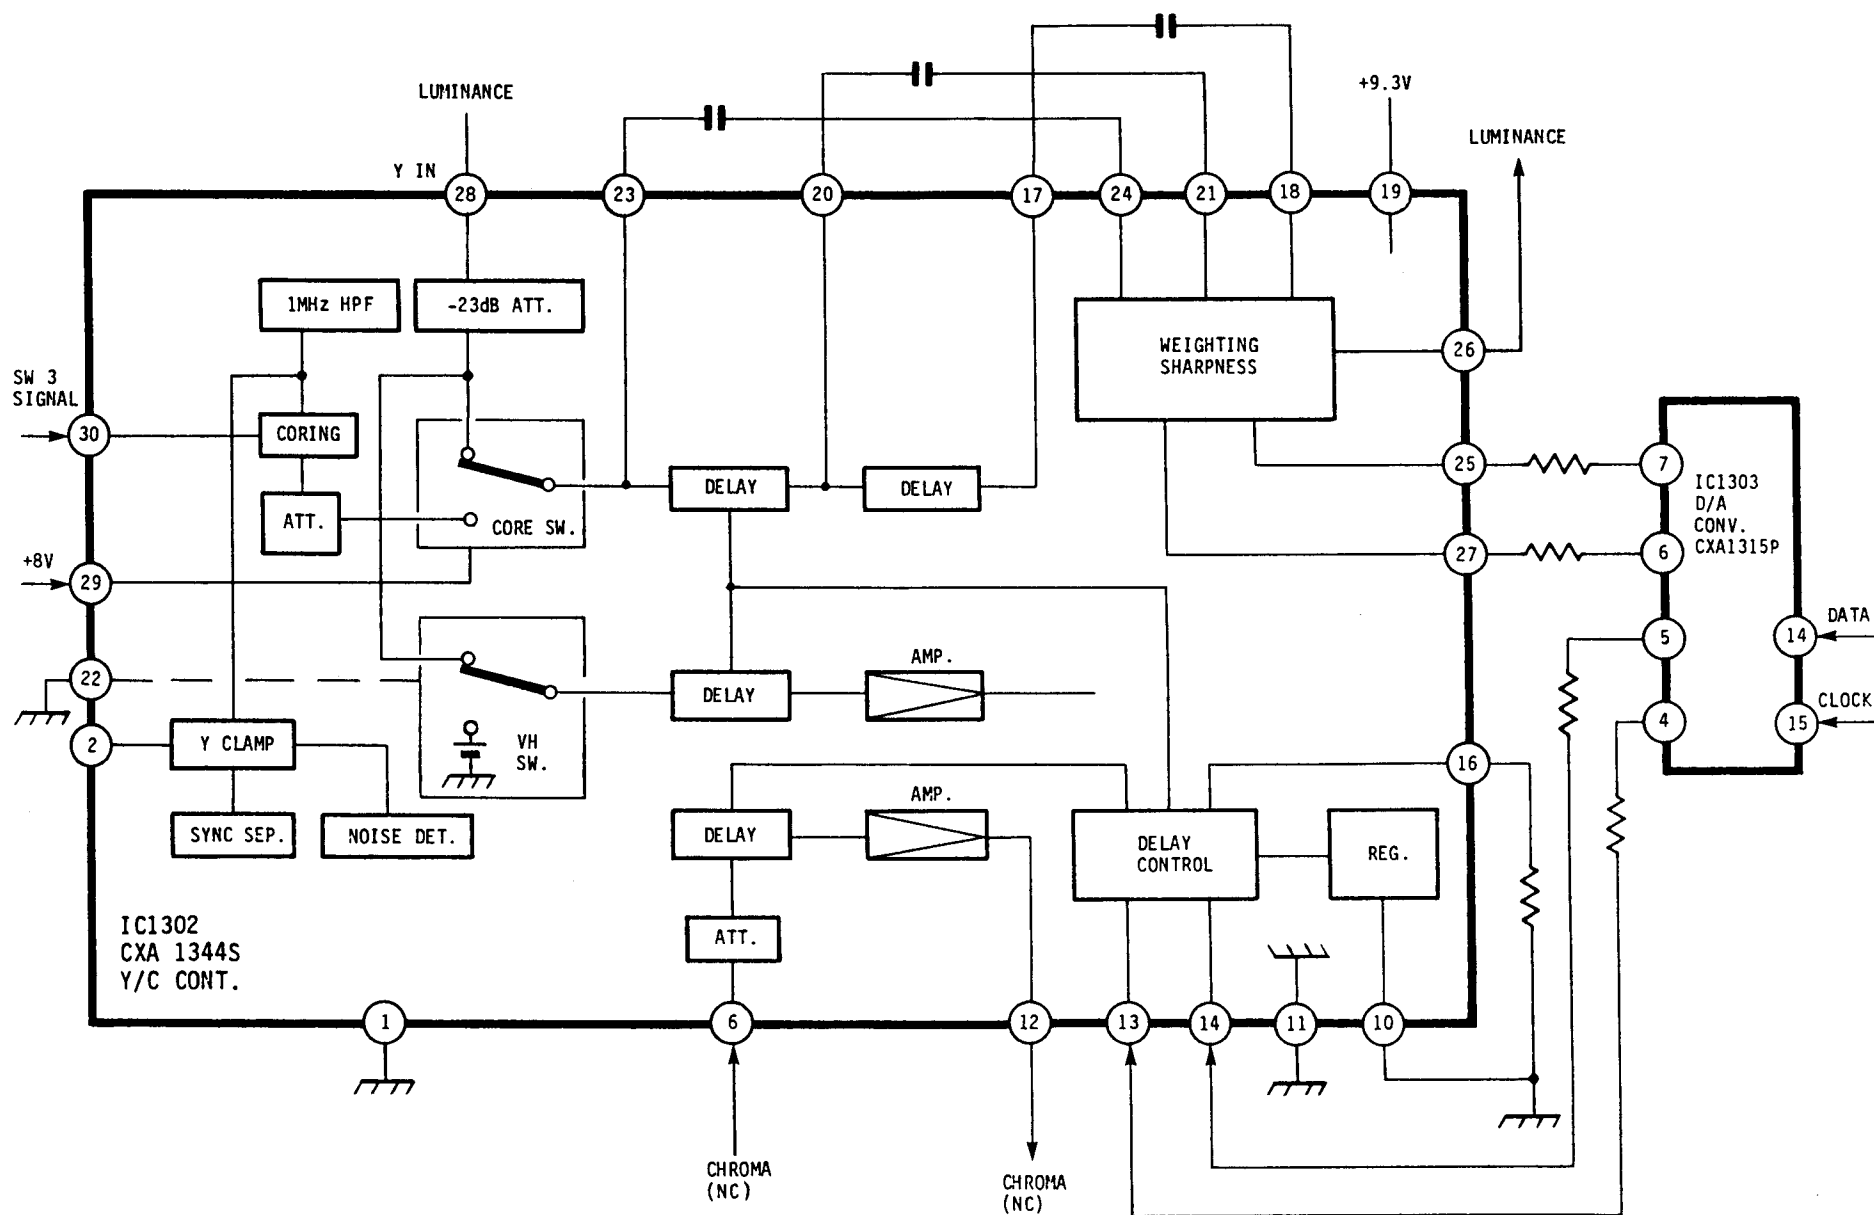 +9.3V
LUMINANCE
LUMINANCE
Y IN
28
23
20
17
24
21
18
19
1MHz HPF
-23dB ATT.
WEIGHTING
SHARPNESS
26
SW 3
SIGNAL
30
CORING
25
7
DELAY
DELAY
IC1303
D/A
CONV.
CXA1315P
ATT.
CORE SW.
27
6
+8V
29
5
14
DATA
22
AMP.
DELAY
4
15
CLOCK
2
Y CLAMP
VH
SW.
16
AMP.
SYNC SEP.
NOISE DET.
DELAY
DELAY
CONTROL
REG.
IC1302
CXA 1344S
Y/C CONT.
ATT.
1
6
12
13
14
11
10
CHROMA
(NC)
CHROMA
(NC)